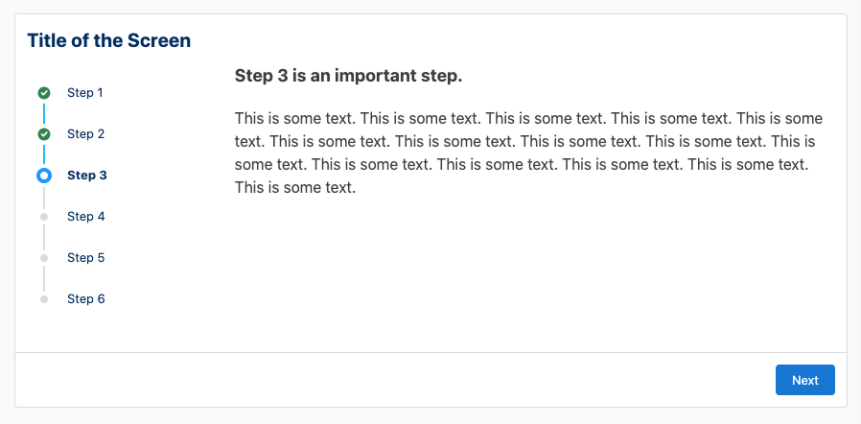 Title of the Screen
Step 1
Step 2
Step 3
Step 4
Step 5
Step 6
Step 3 is an important step.
This is some text. This is some text. This is some text. This is some text. This is some
text. This is some text. This is some text. This is some text. This is some text. This is
some text. This is some text. This is some text. This is some text. This is some text.
This is some text.
Next